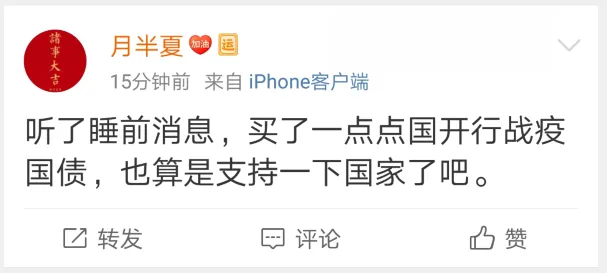 諸事大吉
月半夏 加油 运
15分钟前 来自 iPhone客户端
听了睡前消息，买了一点点国开行战疫
国债，也算是支持一下国家了吧。
转发 评论 赞